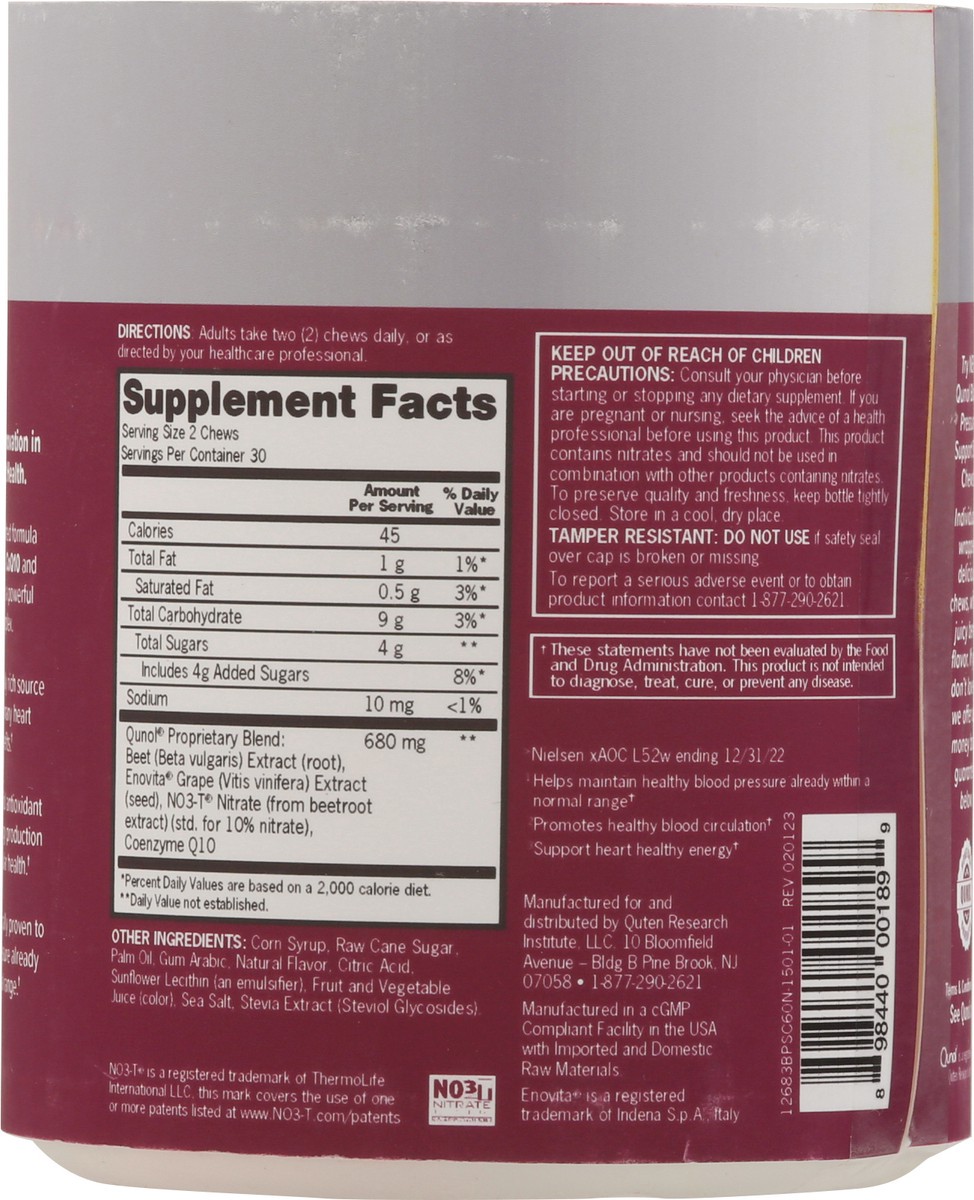 DIRECTIONS. Adults take two (2) chews daily, or as
directed by your healthcare professional.
Supplement Facts
Serving Size 2 Chews
Servings Per Container 30
Amount Per Serving % Daily Value
Calories 45
Total Fat 1 g 1%*
Saturated Fat 0.5 g 3%*
Total Carbohydrate 9 g 3%*
Total Sugars 4 g **
Includes 4g Added Sugars 8%*
Sodium 10 mg <1%
Qunol® Proprietary Blend: 680 mg **
Beet (Beta vulgaris) Extract (root),
Enovita® Grape (Vitis vinifera) Extract
(seed), NO3-T® Nitrate (from beetroot
extract) (std. for 10% nitrate),
Coenzyme Q10
*Percent Daily Values are based on a 2,000 calorie diet.
**Daily Value not established.
OTHER INGREDIENTS: Corn Syrup, Raw Cane Sugar,
Palm Oil, Gum Arabic, Natural Flavor, Citric Acid,
Sunflower Lecithin (an emulsifier), Fruit and Vegetable
Juice (color), Sea Salt, Stevia Extract (Steviol Glycosides).
NO3-T® is a registered trademark of ThermoLife
International LLC, this mark covers the use of one
or more patents listed at www.NO3-T.com/patents
NO3-T
NITRATE
KEEP OUT OF REACH OF CHILDREN
PRECAUTIONS: Consult your physician before
starting or stopping any dietary supplement. If you
are pregnant or nursing, seek the advice of a health
professional before using this product. This product
contains nitrates and should not be used in
combination with other products containing nitrates.
To preserve quality and freshness, keep bottle tightly
closed. Store in a cool, dry place.
TAMPER RESISTANT: DO NOT USE if safety seal
over cap is broken or missing
To report a serious adverse event or to obtain
product information contact 1-877-290-2621
† These statements have not been evaluated by the Food
and Drug Administration. This product is not intended
to diagnose, treat, cure, or prevent any disease.
Nielsen xAOC L52w ending 12/31/22
Helps maintain healthy blood pressure already within a
normal range†
Promotes healthy blood circulation†
Support heart healthy energy†
Manufactured for and
distributed by Quten Research
Institute, LLC. 10 Bloomfield
Avenue – Bldg B Pine Brook, NJ
07058 • 1-877-290-2621
Manufactured in a cGMP
Compliant Facility in the USA
with Imported and Domestic
Raw Materials.
Enovita® is a registered
trademark of Indena S.p.A., Italy
12683BPSC60N-1501-01 REV 020123
8 98440 00189 9